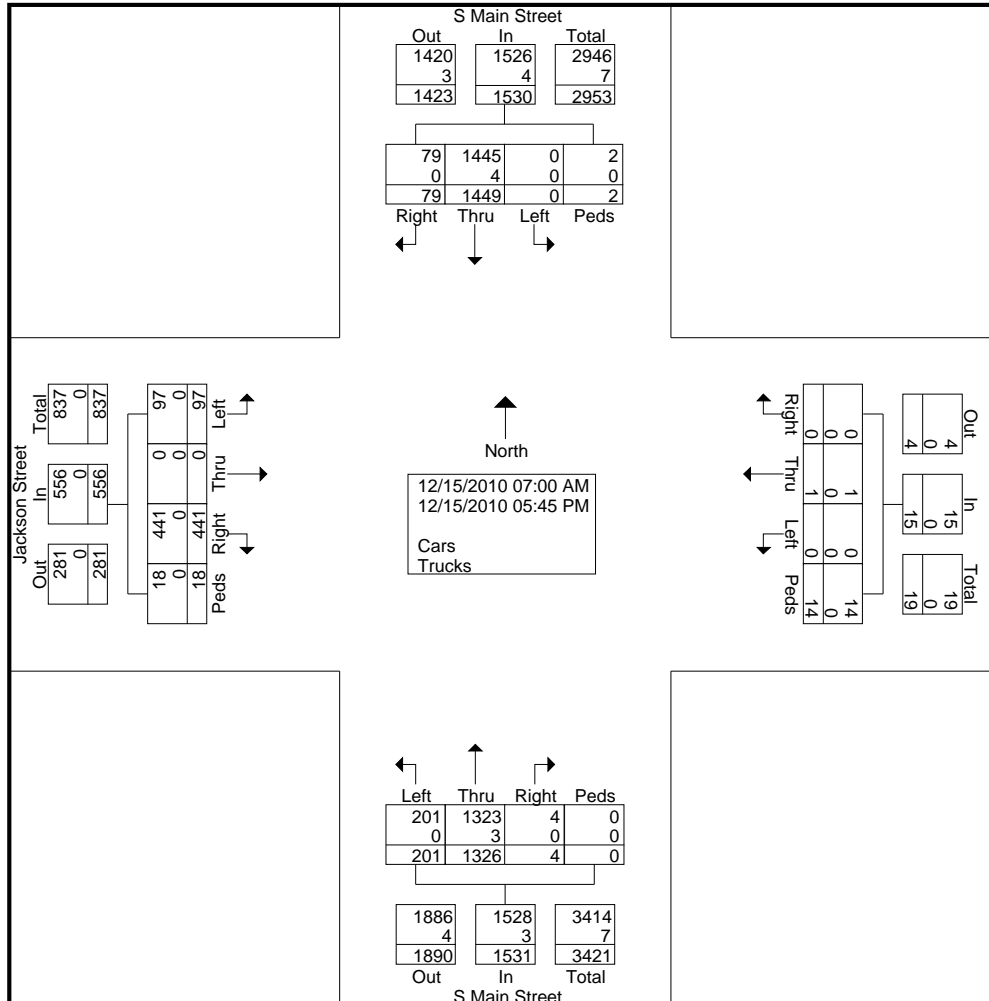 S Main Street
Out In Total
1420 1526 2946
3 4 7
1423 1530 2953
79 1445 0 2
0 4 0 0
79 1449 0 2
Right Thru Left Peds
Jackson Street
Total In Out
837 556 281
0 0 0
837 556 281
97 0 441 18
0 0 0 0
97 0 441 18
Left Thru Right Peds
North
12/15/2010 07:00 AM
12/15/2010 05:45 PM
Cars
Trucks
Right Thru Left Peds
0 1 0 14
0 0 0 0
0 1 0 14
Out In Total
4 15 19
0 0 0
4 15 19
Left Thru Right Peds
201 1323 4 0
0 3 0 0
201 1326 4 0
1886 1528 3414
4 3 7
1890 1531 3421
Out In Total
S Main Street